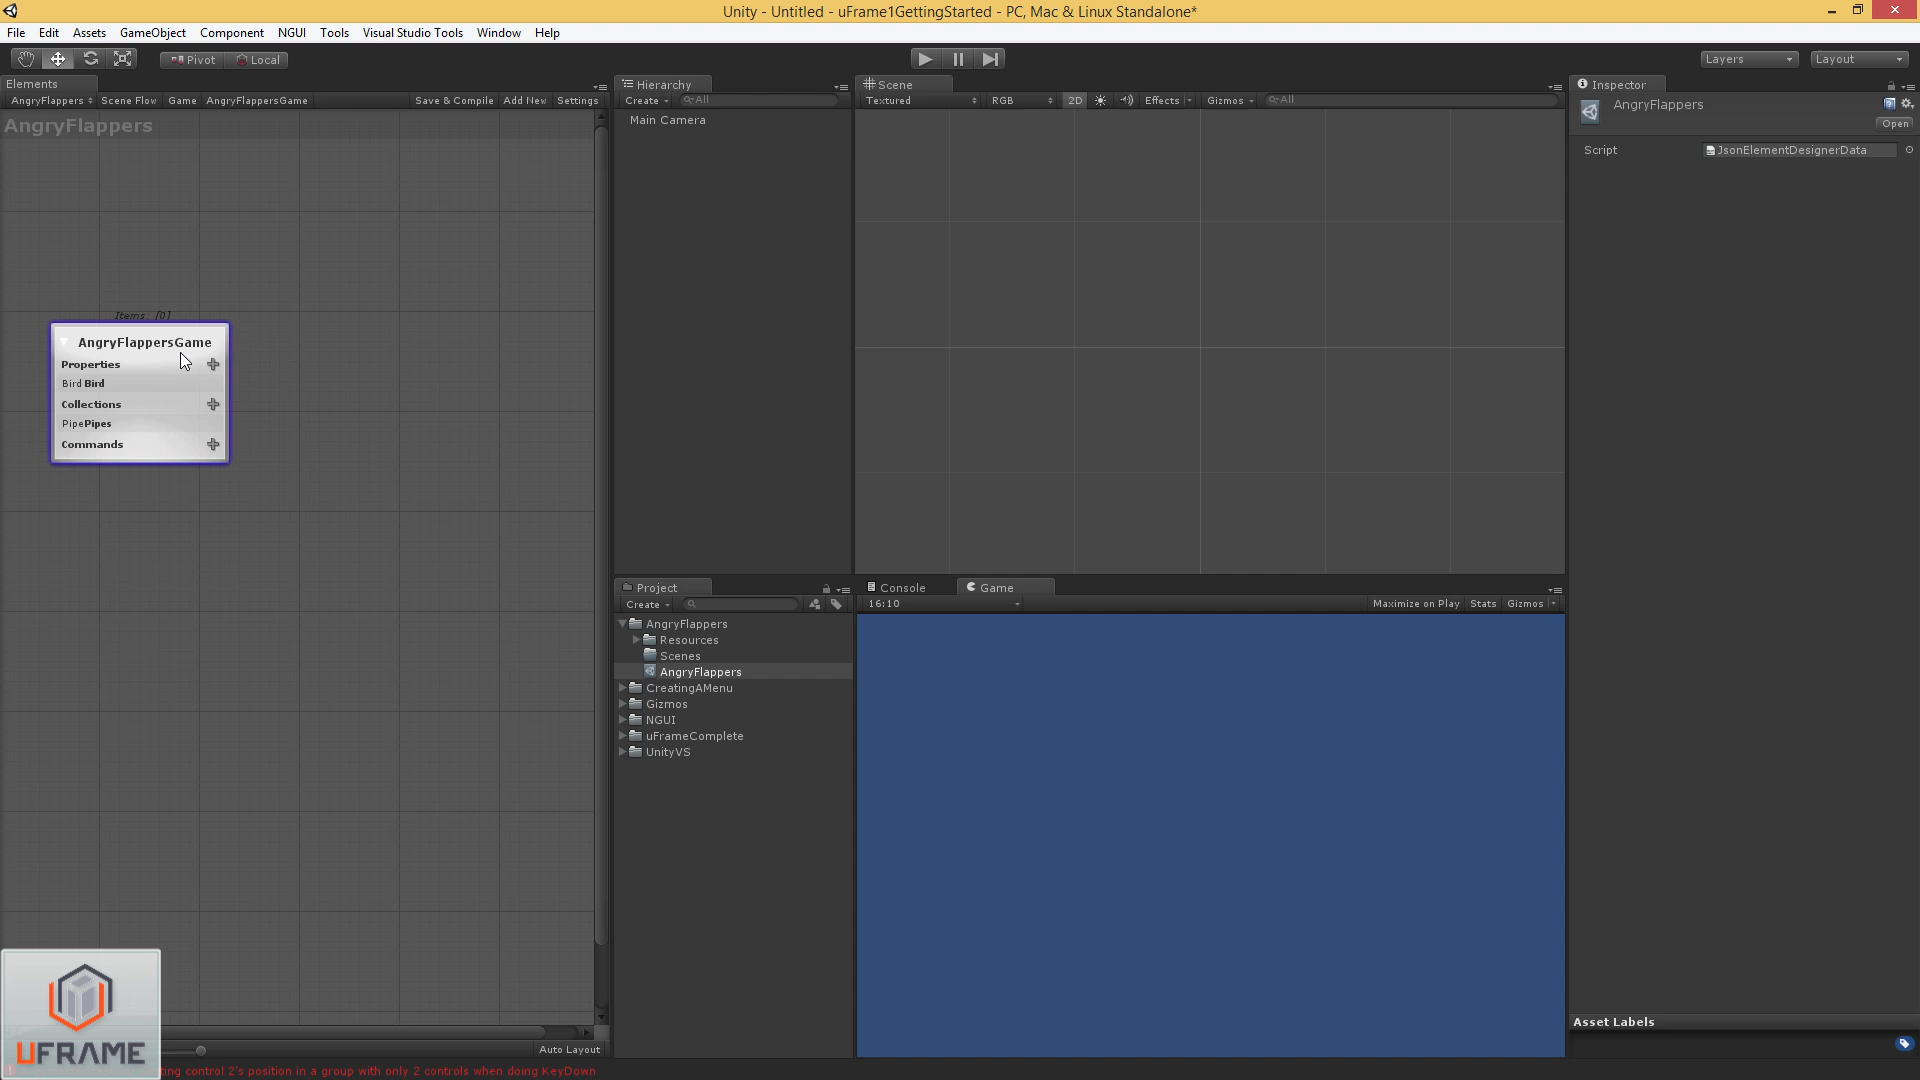 Unity - Untitled - uFrame1GettingStarted - PC, Mac & Linux Standalone*
File Edit Assets GameObject Component NGUI Tools Visual Studio Tools Window Help
Pivot Local Layers Layout
Elements
AngryFlappers Scene Flow Game AngryFlappersGame Save & Compile Add New Settings
AngryFlappers
Items: [0]
AngryFlappersGame
Properties
Bird Bird
Collections
PipePipes
Commands
UFRAME
Auto Layout
ting control 2's position in a group with only 2 controls when doing KeyDown
Hierarchy
Create All
Main Camera
Scene
Textured RGB 2D Effects Gizmos All
Project
Create
AngryFlappers
Resources
Scenes
AngryFlappers
CreatingAMenu
Gizmos
NGUI
uFrameComplete
UnityVS
Console Game
16:10 Maximize on Play Stats Gizmos
Inspector
AngryFlappers
Open
Script JsonElementDesignerData
Asset Labels